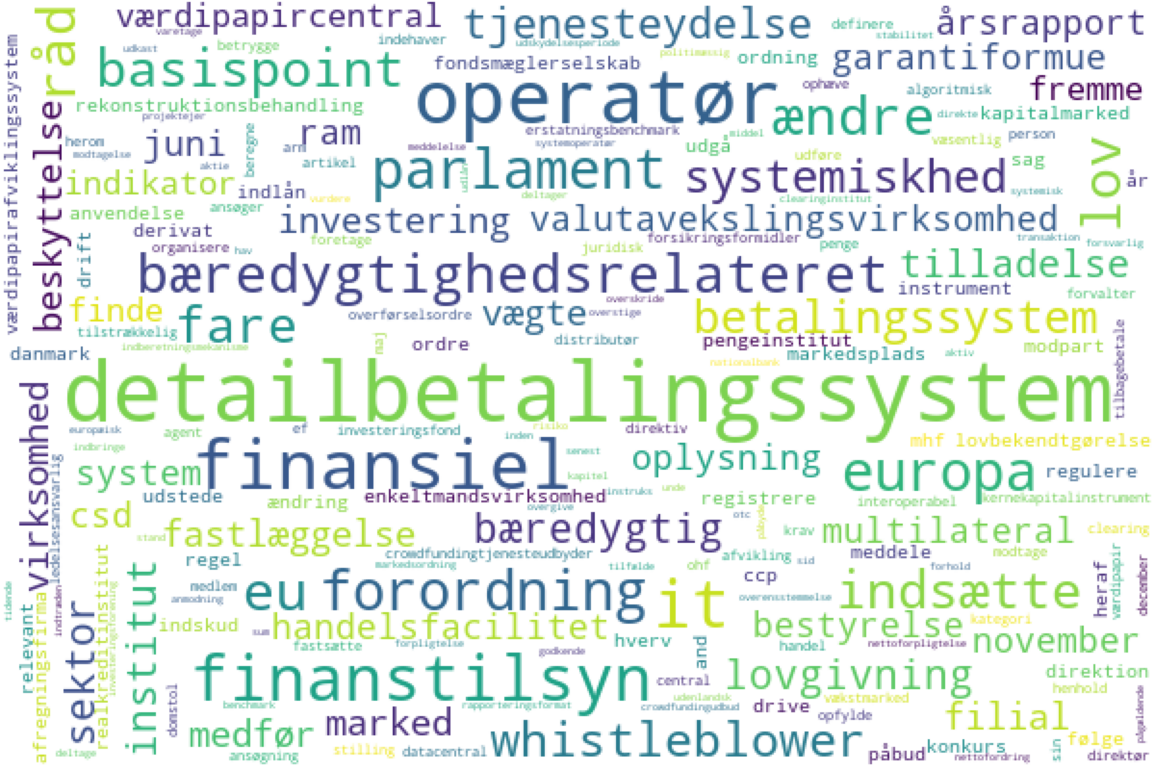 værdipapircentral
tjenesteydelse
definere
stabilitet
årsrapport
varetage
udkast
betrygge
indehaver
udskydelsesperiode
politimæssig
ordning
garantiformue
råd
basispoint
fondsmæglerselskab
operatør
ophæve
algoritmisk
fremme
værdipapirafviklingssystem
rekonstruktionsbehandling
ændre
direkte
kapitalmarked
projektejer
juni
ram
erstatningsbenchmark
middel
systemoperatør
udgå
væsentlig
person
herom
modtagelse
aktie
beregne
arm
artikel
meddelelse
parlament
udlån
udføre
sag
lov
beskyttelse
indikator
indlån
vurdere
deltager
systemiskhed
clearinginstitut
systemisk
år
anvendelse
ansøger
investering
valutavekslingsvirksomhed
derivat
organisere
hav
foretage
juridisk
forsikringsformidler
penge
transaktion
forsvarlig
drift
bæredygtighedsrelateret
tilladelse
instrument
forvalter
finde
fare
overførselsordre
vægte
overskride
overstige
betalingssystem
tilstrækkelig
indberetningsmekanisme
maj
ordre
distributør
pengeinstitut
nationalbank
markedsplads
aktiv
modpart
danmark
tilbagebetale
detailbetalingssystem
virksomhed
europæisk
indbringe
agent
ef
investeringsfond
inden
risiko
senest
direktiv
mhf lovbekendtgørelse
system
finansiel
kapitel
oplysning
europa
regulere
ledelsesansvarlig
udstede
ændring
enkeltmandsvirksomhed
instruks
overgive
unde
registrere
interoperabel
kernekapitalinstrument
csd
stand
fastlæggelse
bæredygtig
otc
påbyde
krav
multilateral
clearing
regel
crowdfundingtjenesteudbyder
markedsordning
tilfælde
ohf
afvikling
sid
meddele
modtage
tidende
medlem
anmodning
eu
forordning
it
ccp
overensstemmelse
forhold
indsætte
heraf
værdipapir
december
relevant
afregningsfirma
indtræden
sektor
realkreditinstitut
investeringsforening
institut
indskud
sum
handelsfacilitet
fastsætte
forpligtelse
hverv
godkende
and
bestyrelse
handel
nettoforpligtelse
kategori
november
domstol
finanstilsyn
benchmark
rapporteringsformat
central
udenlandsk
crowdfundingudbud
lovgivning
vækstmarked
direktion
henhold
deltage
medfør
ansøgning
marked
stilling
datacentral
whistleblower
drive
opfylde
påbud
filial
konkurs
nettofordring
sin
følge
direktør
pågældende